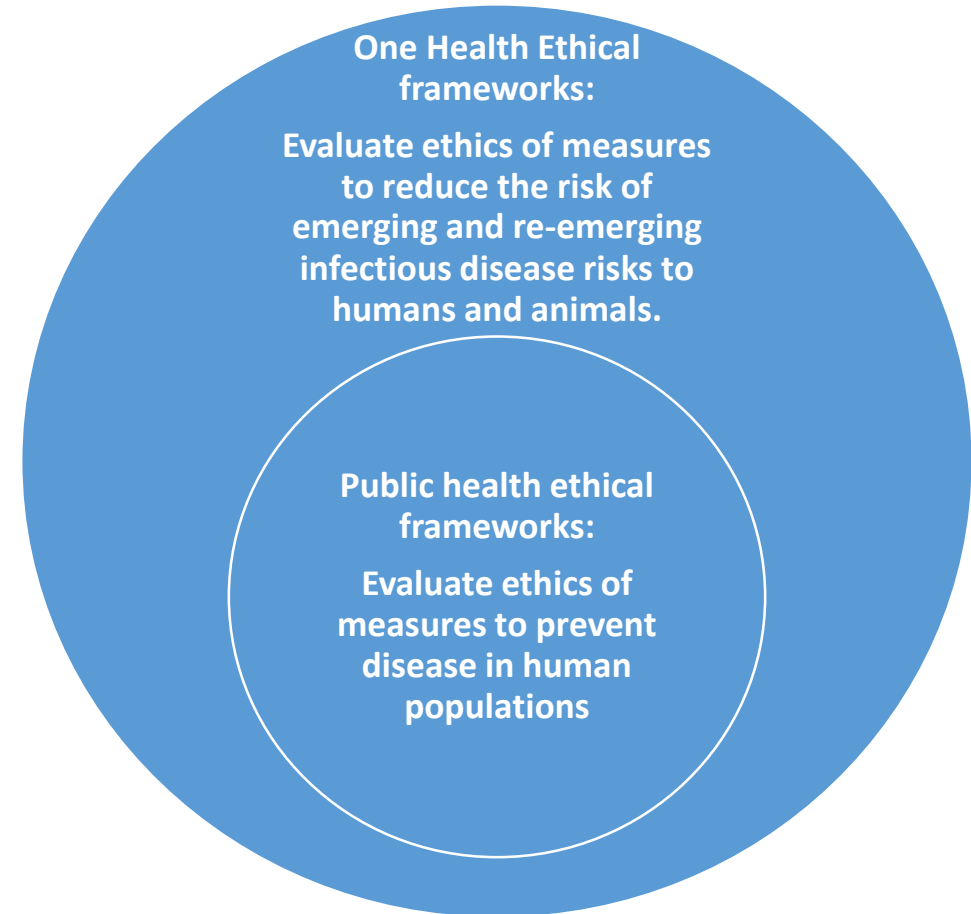 One Health Ethical
frameworks:
Evaluate ethics of measures
to reduce the risk of
emerging and re-emerging
infectious disease risks to
humans and animals.
Public health ethical
frameworks:
Evaluate ethics of
measures to prevent
disease in human
populations